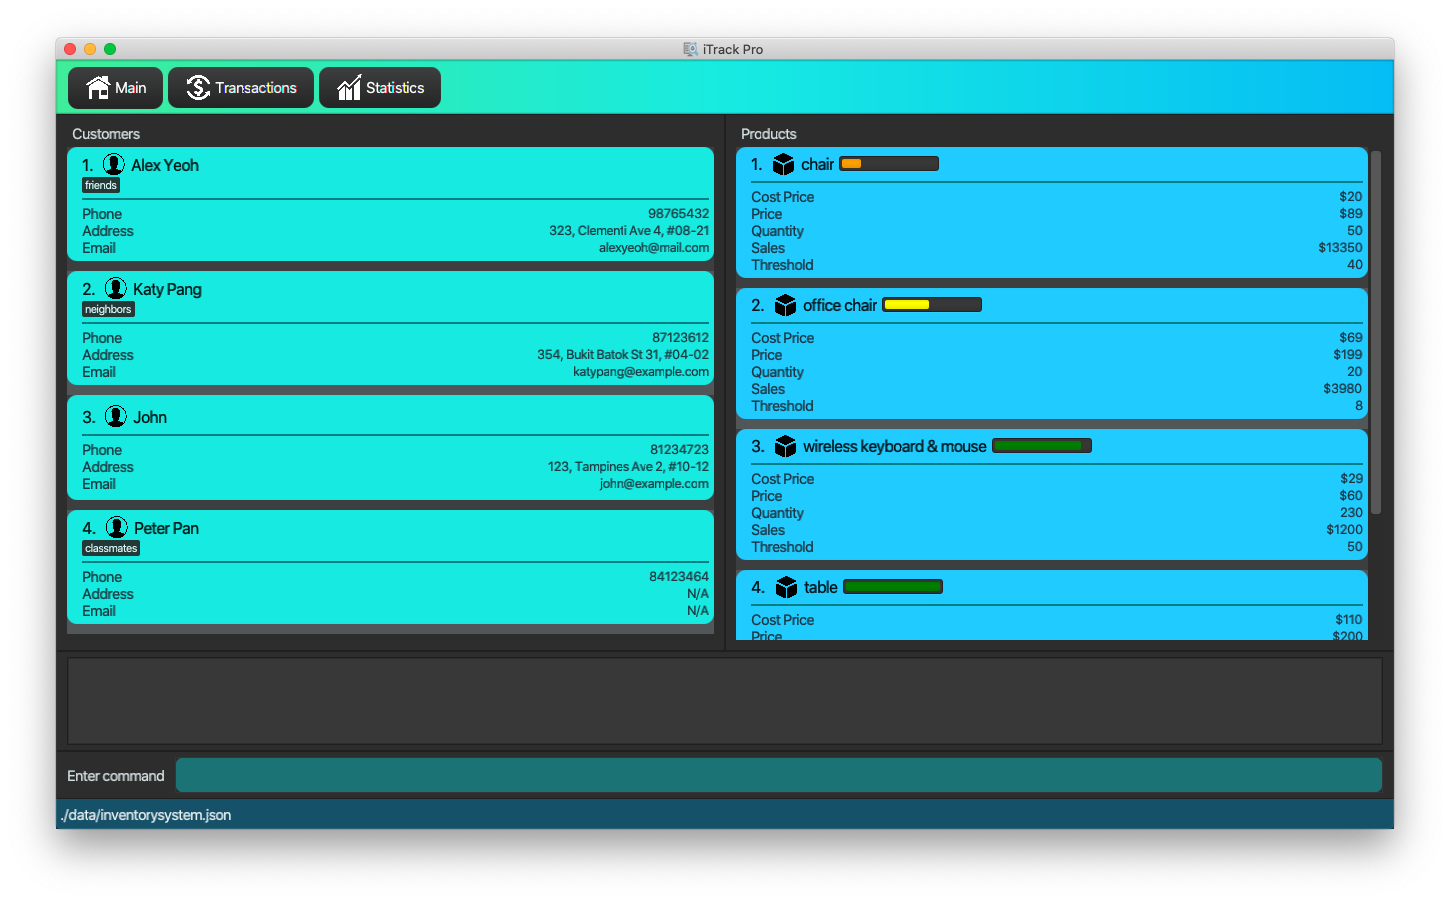 iTrack Pro
Main Transactions Statistics
Customers
1. Alex Yeoh
friends
Phone 98765432
Address 323, Clementi Ave 4, #08-21
Email alexyeoh@mail.com
2. Katy Pang
neighbors
Phone 87123612
Address 354, Bukit Batok St 31, #04-02
Email katypang@example.com
3. John
Phone 81234723
Address 123, Tampines Ave 2, #10-12
Email john@example.com
4. Peter Pan
classmates
Phone 84123464
Address N/A
Email N/A
Products
1. chair
Cost Price $20
Price $89
Quantity 50
Sales $13350
Threshold 40
2. office chair
Cost Price $69
Price $199
Quantity 20
Sales $3980
Threshold 8
3. wireless keyboard & mouse
Cost Price $29
Price $60
Quantity 230
Sales $1200
Threshold 50
4. table
Cost Price $110
Price $200
Enter command
./data/inventorysystem.json